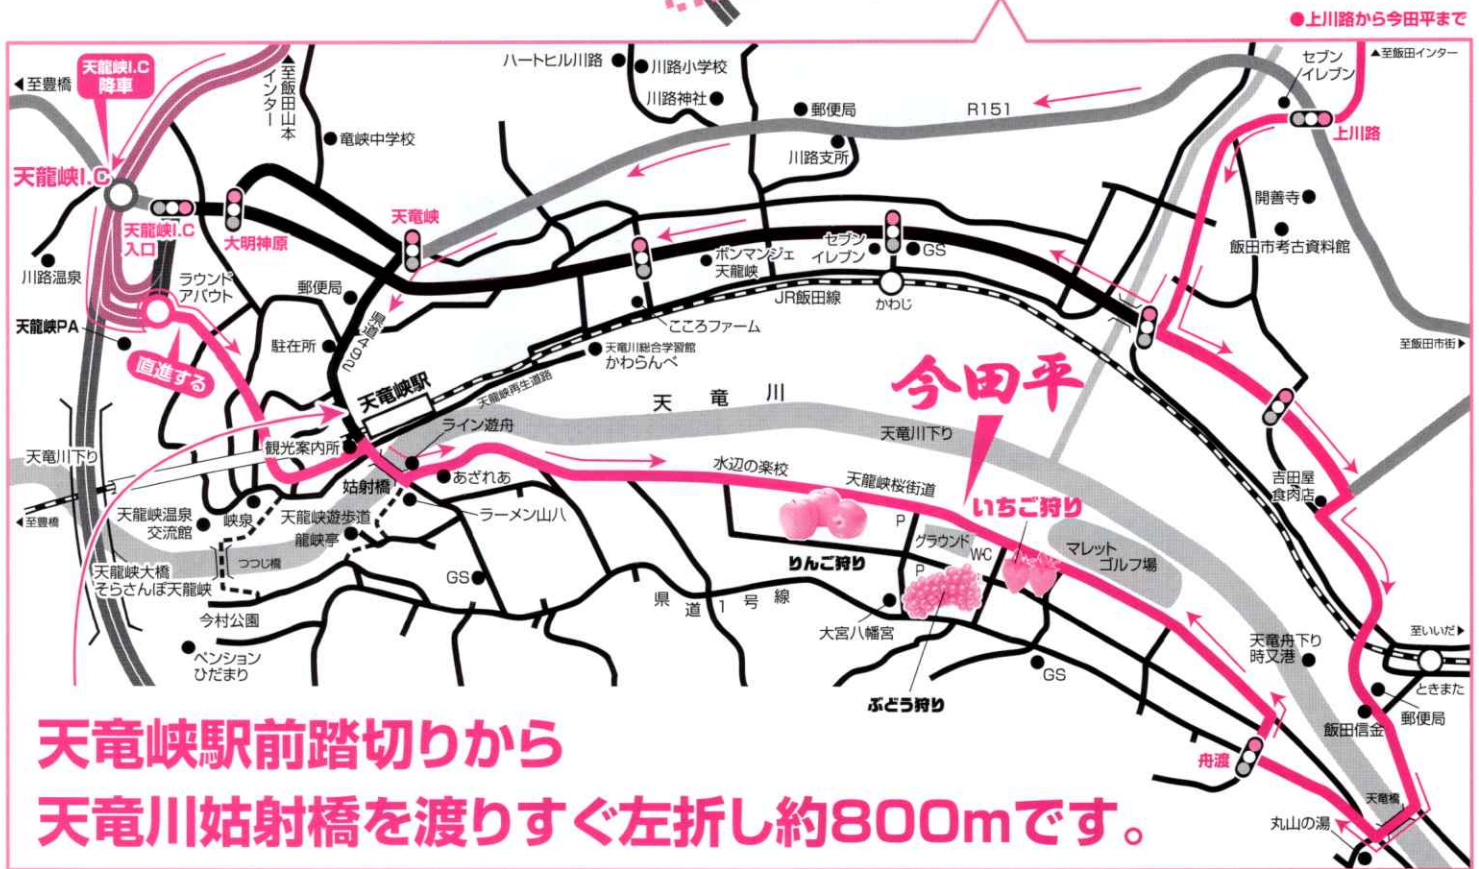 ●上川路から今田平まで
◀至豊橋
天龍峡I.C
降車
▲至飯田山本
インター
ハートヒル川路
川路小学校
川路神社
郵便局
R151
セブン
イレブン
▲至飯田インター
上川路
竜峡中学校
川路支所
天龍峡I.C
天龍峡I.C
入口
大明神原
天竜峡
開善寺
飯田市考古資料館
川路温泉
ラウンド
アバウト
郵便局
ボンマンジェ
天龍峡
セブン
イレブン
GS
JR飯田線
かわじ
天龍峡PA
直進する
駐在所
県道492
こころファーム
天竜川総合学習館
かわらんべ
至飯田市街▶
天竜峡駅
天龍峡再生道路
今田平
天竜川
天竜川下り
ライン遊舟
観光案内所
天竜川下り
水辺の楽校
天龍峡桜街道
姑射橋
あざれあ
ラーメン山八
いちご狩り
吉田屋
食肉店
◀至豊橋
天龍峡温泉
交流館
峡泉
天龍峡遊歩道
龍峡亭
つつじ橋
P
グラウンド
W・C
P
マレット
ゴルフ場
りんご狩り
天龍峡大橋
そらさんぽ天龍峡
GS
県道1号線
今村公園
大宮八幡宮
天竜舟下り
時又港
至いいだ▶
ペンション
ひだまり
GS
ときまた
ぶどう狩り
郵便局
飯田信金
舟渡
天竜橋
丸山の湯
天竜峡駅前踏切りから
天竜川姑射橋を渡りすぐ左折し約800mです。